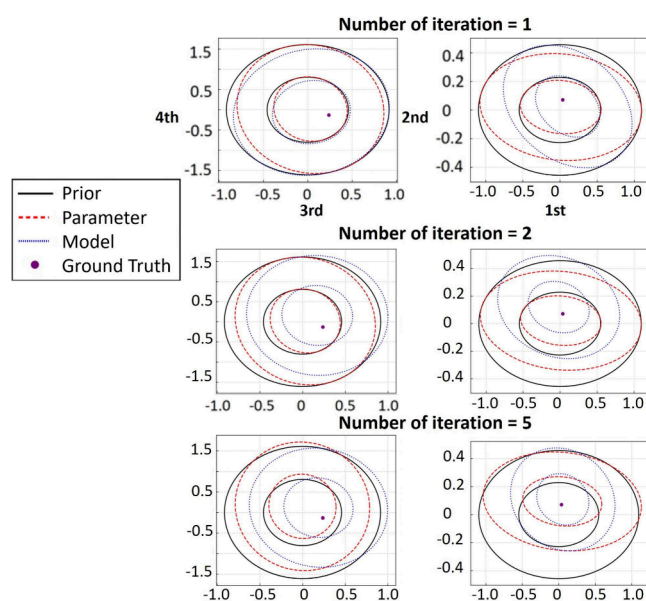 Number of iteration = 1
1.5 0.5 -0.5 -1.5
4th
-1.0 -0.5 0 0.5 1.0
3rd
0.4 0.2 0 -0.2 -0.4
2nd
-1.0 -0.5 0 0.5 1.0
1st
Prior
Parameter
Model
Ground Truth
Number of iteration = 2
1.5 0.5 -0.5 -1.5
-1.0 -0.5 0 0.5 1.0
0.4 0.2 0 -0.2 -0.4
-1.0 -0.5 0 0.5 1.0
Number of iteration = 5
1.5 0.5 -0.5 -1.5
-1.0 -0.5 0 0.5 1.0
0.4 0.2 0 -0.2 -0.4
-1.0 -0.5 0 0.5 1.0